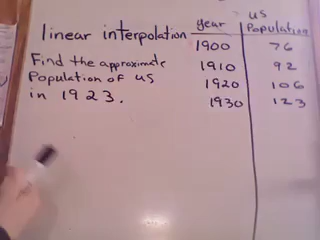 linear interpolation
Find the approximate
Population of US
in 1923.
year US Population
1900 76
1910 92
1920 106
1930 123